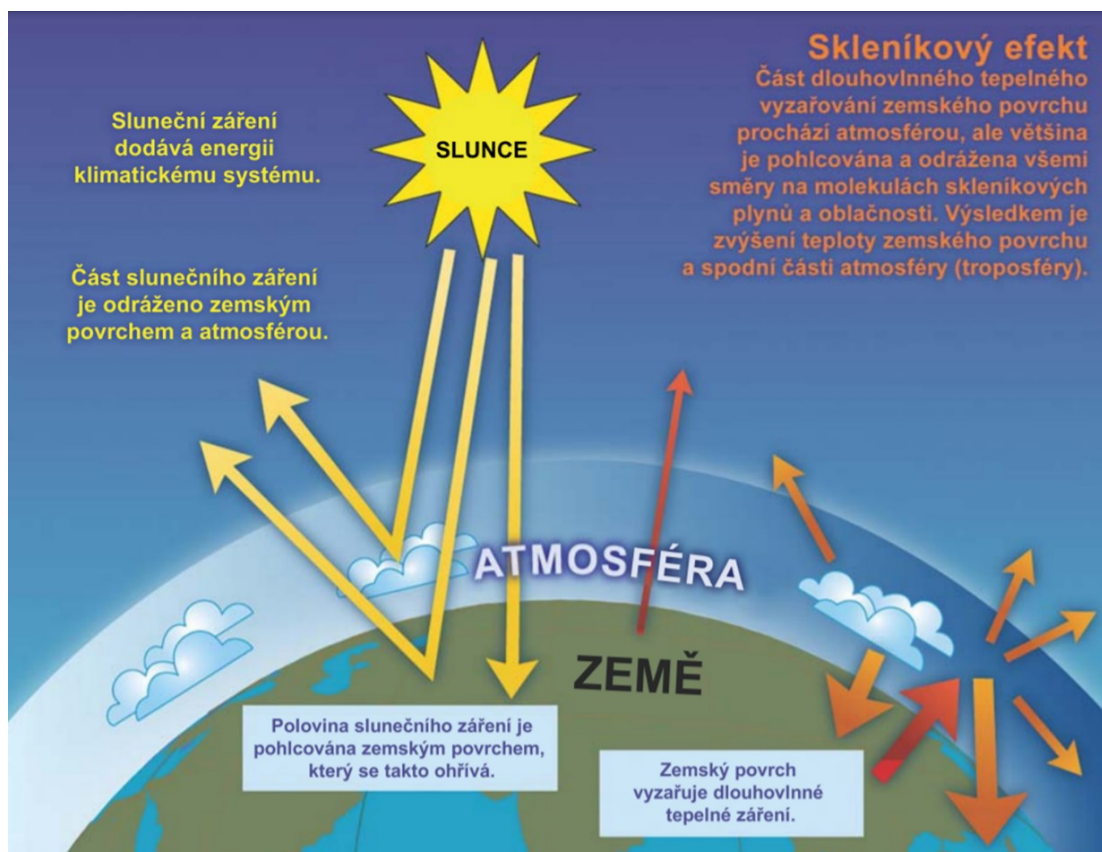 Skleníkový efekt
Část dlouhovlnného tepelného
vyzařování zemského povrchu
prochází atmosférou, ale většina
je pohlcována a odrážena všemi
směry na molekulách skleníkových
plynů a oblačnosti. Výsledkem je
zvýšení teploty zemského povrchu
a spodní části atmosféry (troposféry).
Sluneční záření
dodává energii
klimatickému systému.
SLUNCE
Část slunečního záření
je odráženo zemským
povrchem a atmosférou.
ATMOSFÉRA
ZEMĚ
Polovina slunečního záření je
pohlcována zemským povrchem,
který se takto ohřívá.
Zemský povrch
vyzařuje dlouhovlnné
tepelné záření.